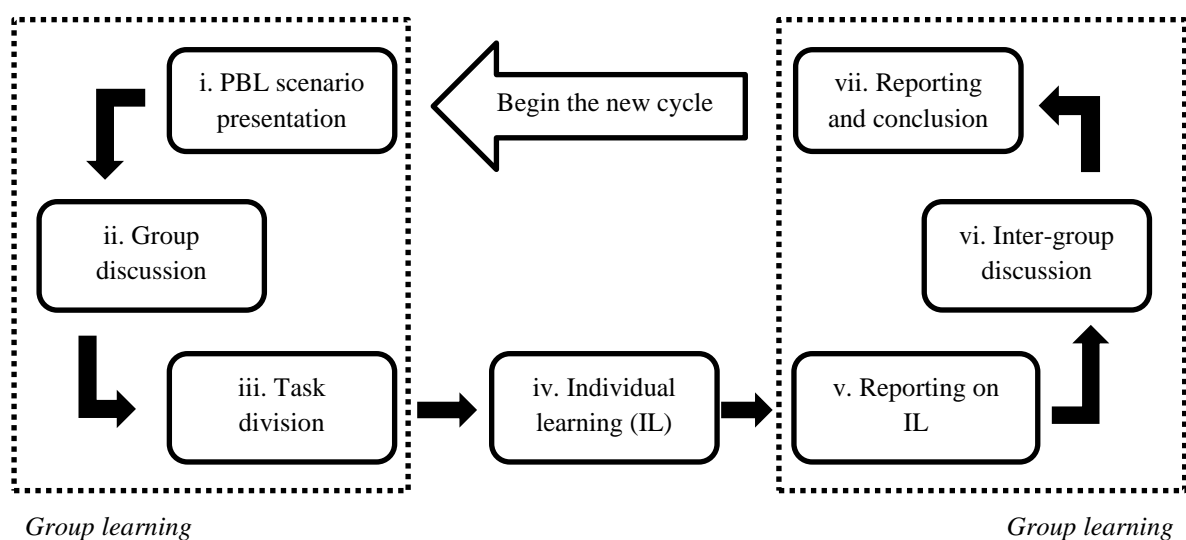 i. PBL scenario
presentation
Begin the new cycle
vii. Reporting
and conclusion
ii. Group
discussion
vi. Inter-group
discussion
iii. Task
division
iv. Individual
learning (IL)
v. Reporting on
IL
Group learning
Group learning